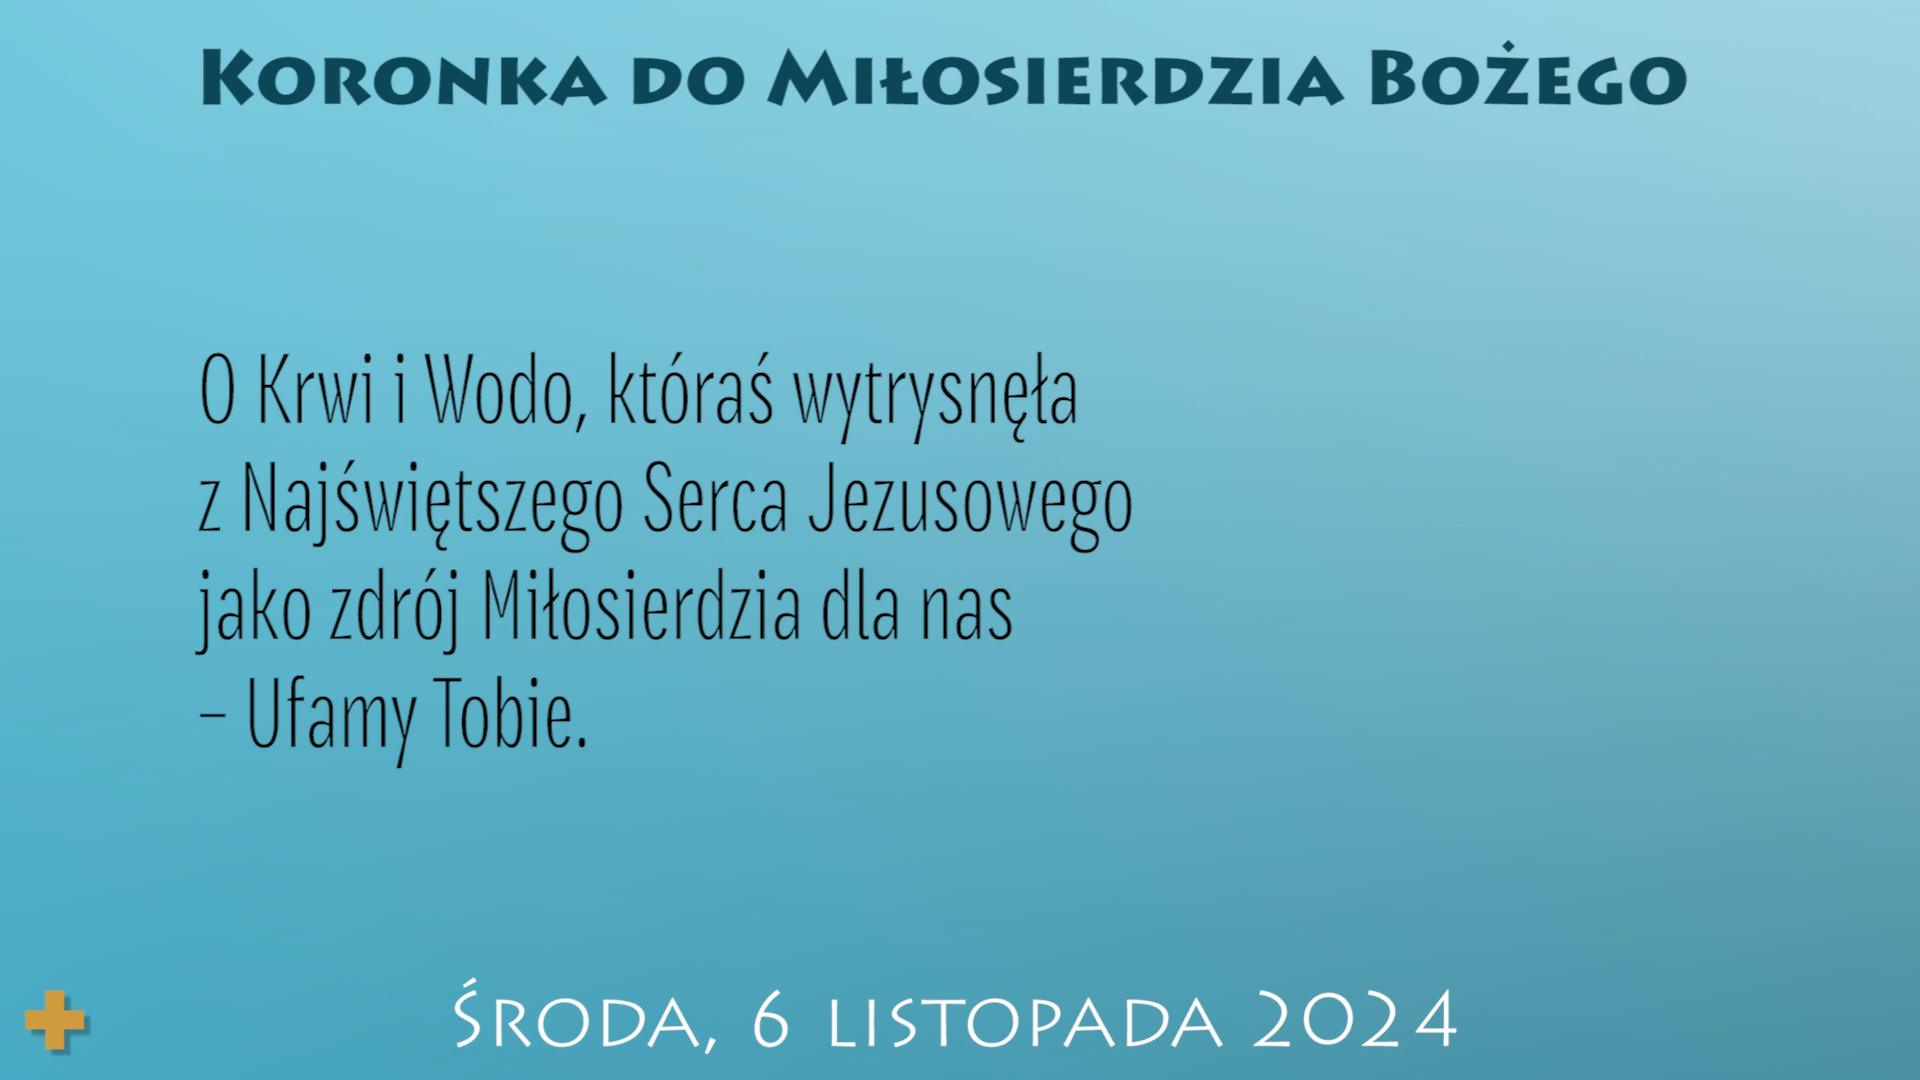 Koronka do Miłosierdzia Bożego
O Krwi i Wodo, któraś wytrysnęła
z Najświętszego Serca Jezusowego
jako zdrój Miłosierdzia dla nas
– Ufamy Tobie.
Środa, 6 listopada 2024